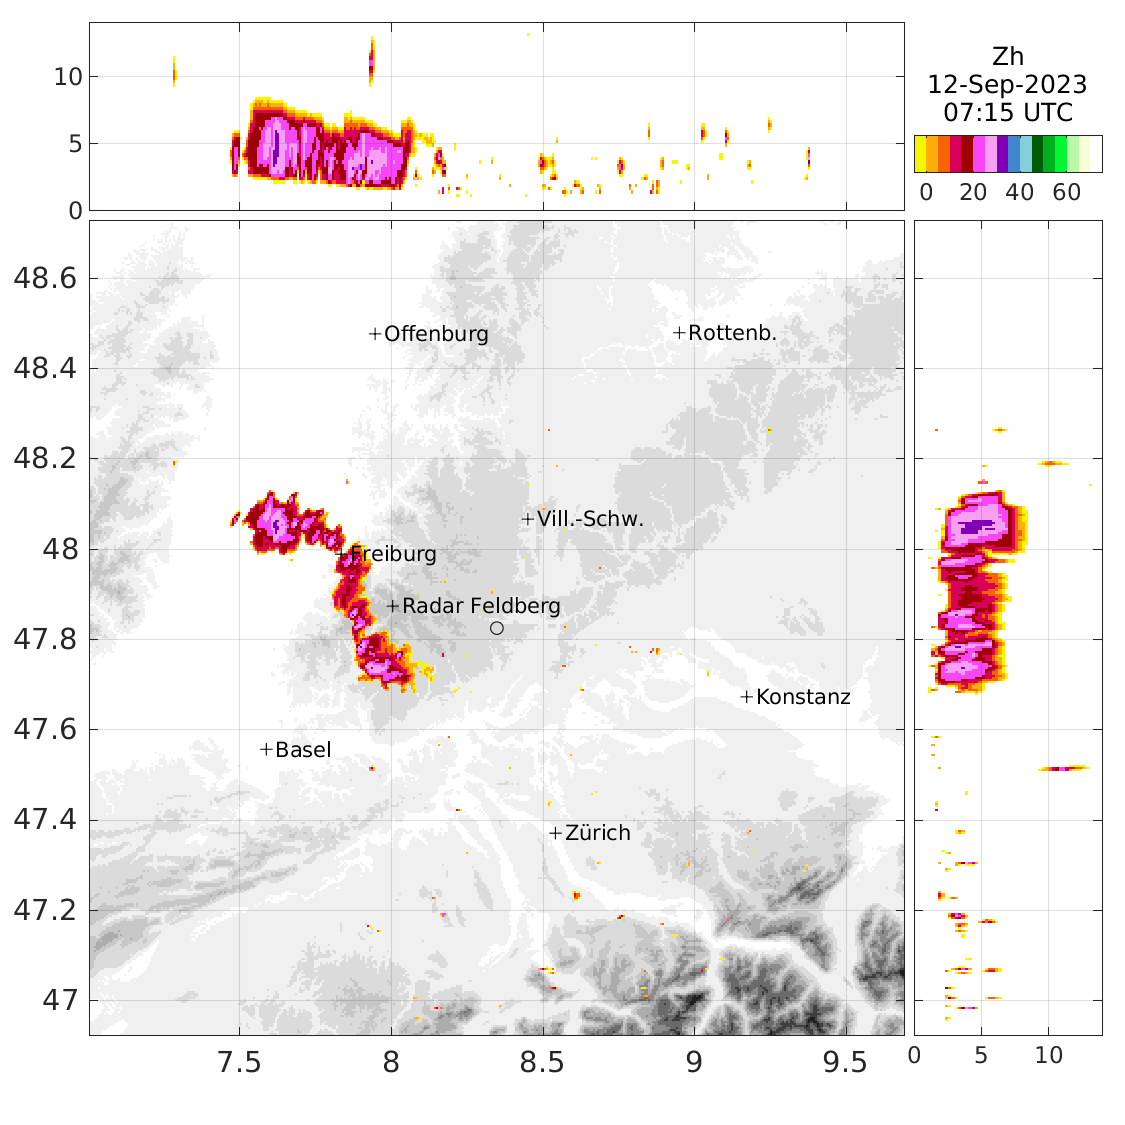 10
5
0
Zh
12-Sep-2023
07:15 UTC
0 20 40 60
48.6
48.4
48.2
48
47.8
47.6
47.4
47.2
47
+Offenburg
+Rottenb.
+Vill.-Schw.
+Freiburg
+Radar Feldberg
+Konstanz
+Basel
+Zürich
7.5 8 8.5 9 9.5
0 5 10